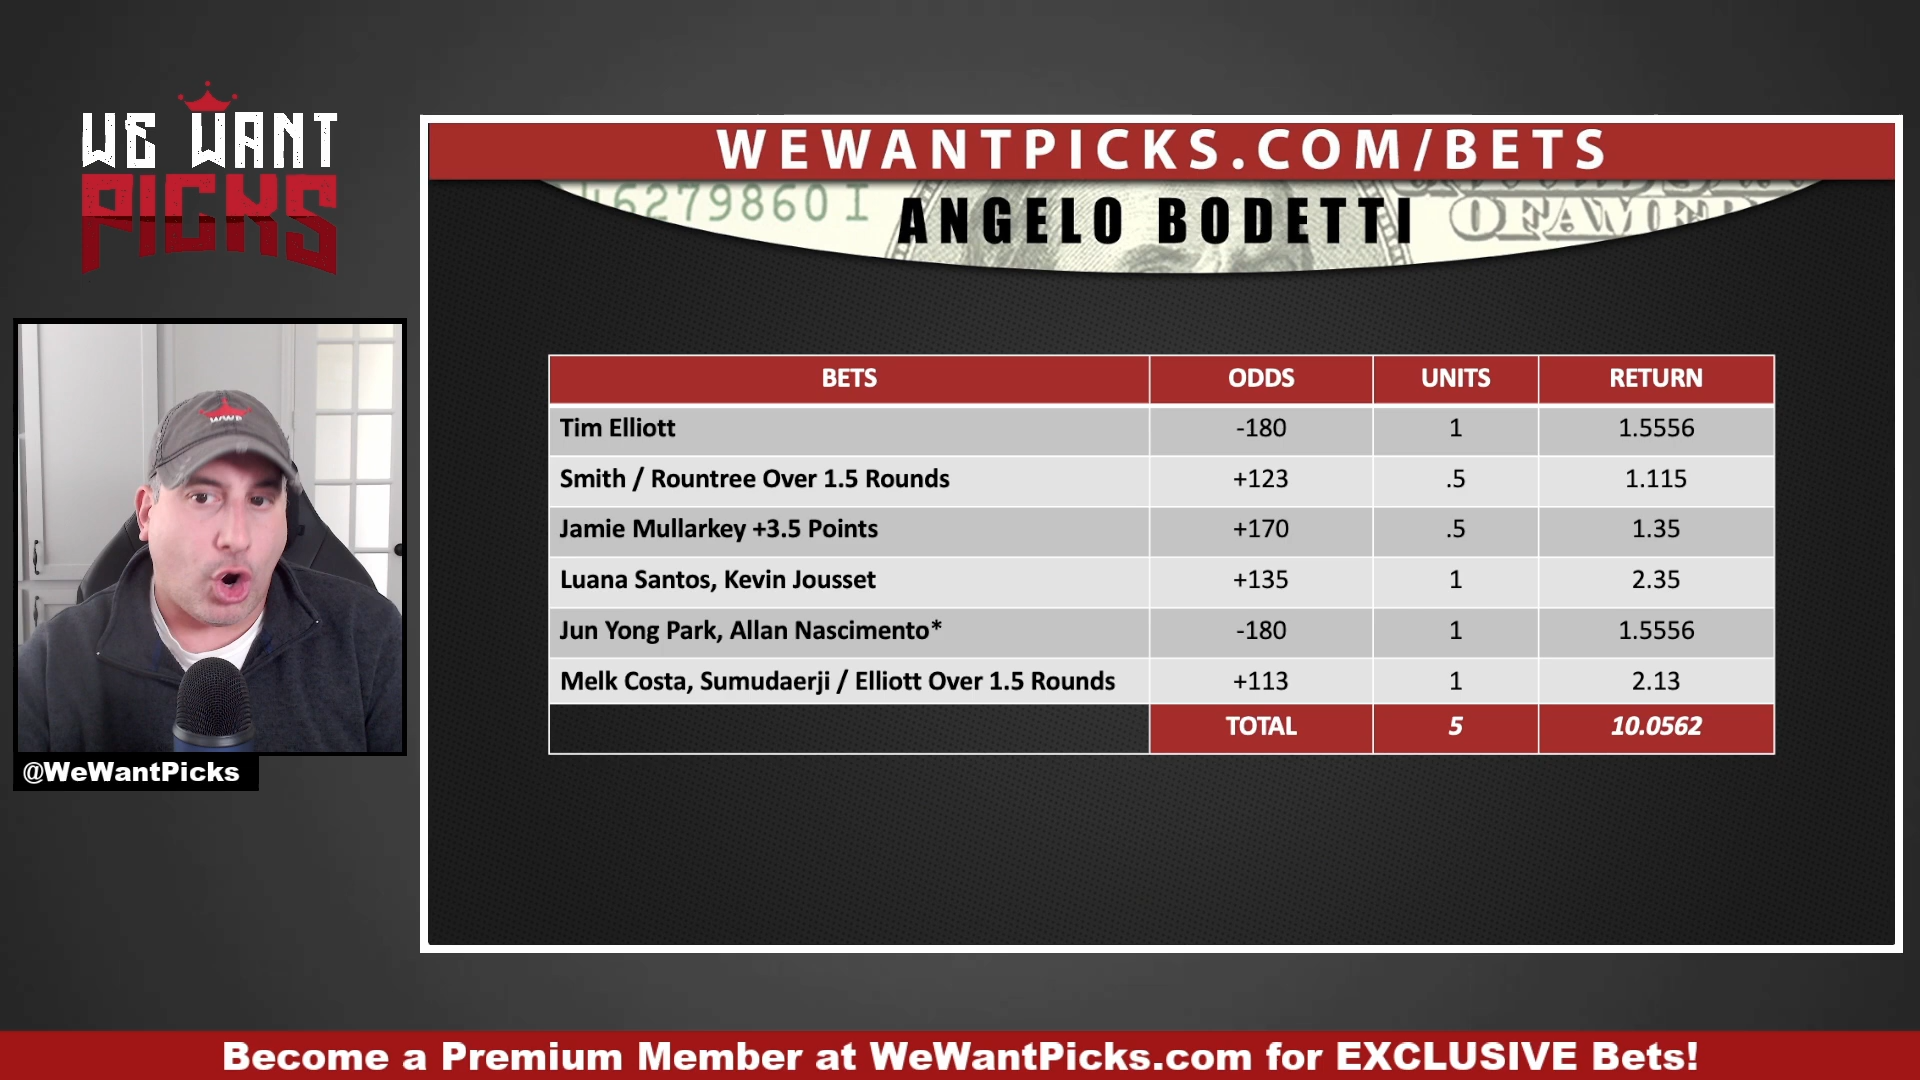 WE WANT
PICKS
@WeWantPicks
WEWANTPICKS.COM/BETS
46279860 I
OF AMER
ANGELO BODETTI
BETS ODDS UNITS RETURN
Tim Elliott -180 1 1.5556
Smith / Rountree Over 1.5 Rounds +123 .5 1.115
Jamie Mullarkey +3.5 Points +170 .5 1.35
Luana Santos, Kevin Jousset +135 1 2.35
Jun Yong Park, Allan Nascimento* -180 1 1.5556
Melk Costa, Sumudaerji / Elliott Over 1.5 Rounds +113 1 2.13
TOTAL 5 10.0562
Become a Premium Member at WeWantPicks.com for EXCLUSIVE Bets!